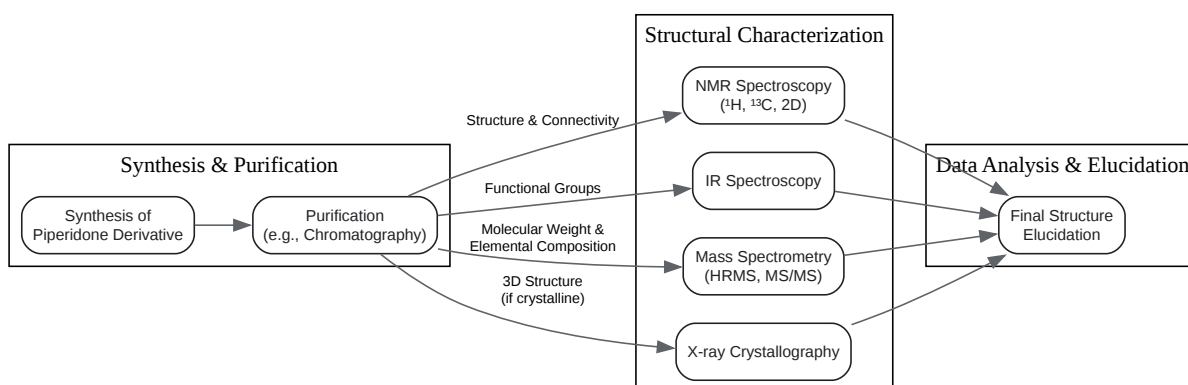 Structural Characterization
NMR Spectroscopy
(¹H, ¹³C, 2D)
Structure & Connectivity
Synthesis & Purification
Data Analysis & Elucidation
Functional Groups
IR Spectroscopy
Synthesis of
Piperidone Derivative
Purification
(e.g., Chromatography)
Final Structure
Elucidation
Molecular Weight &
Elemental Composition
Mass Spectrometry
(HRMS, MS/MS)
3D Structure
(if crystalline)
X-ray Crystallography